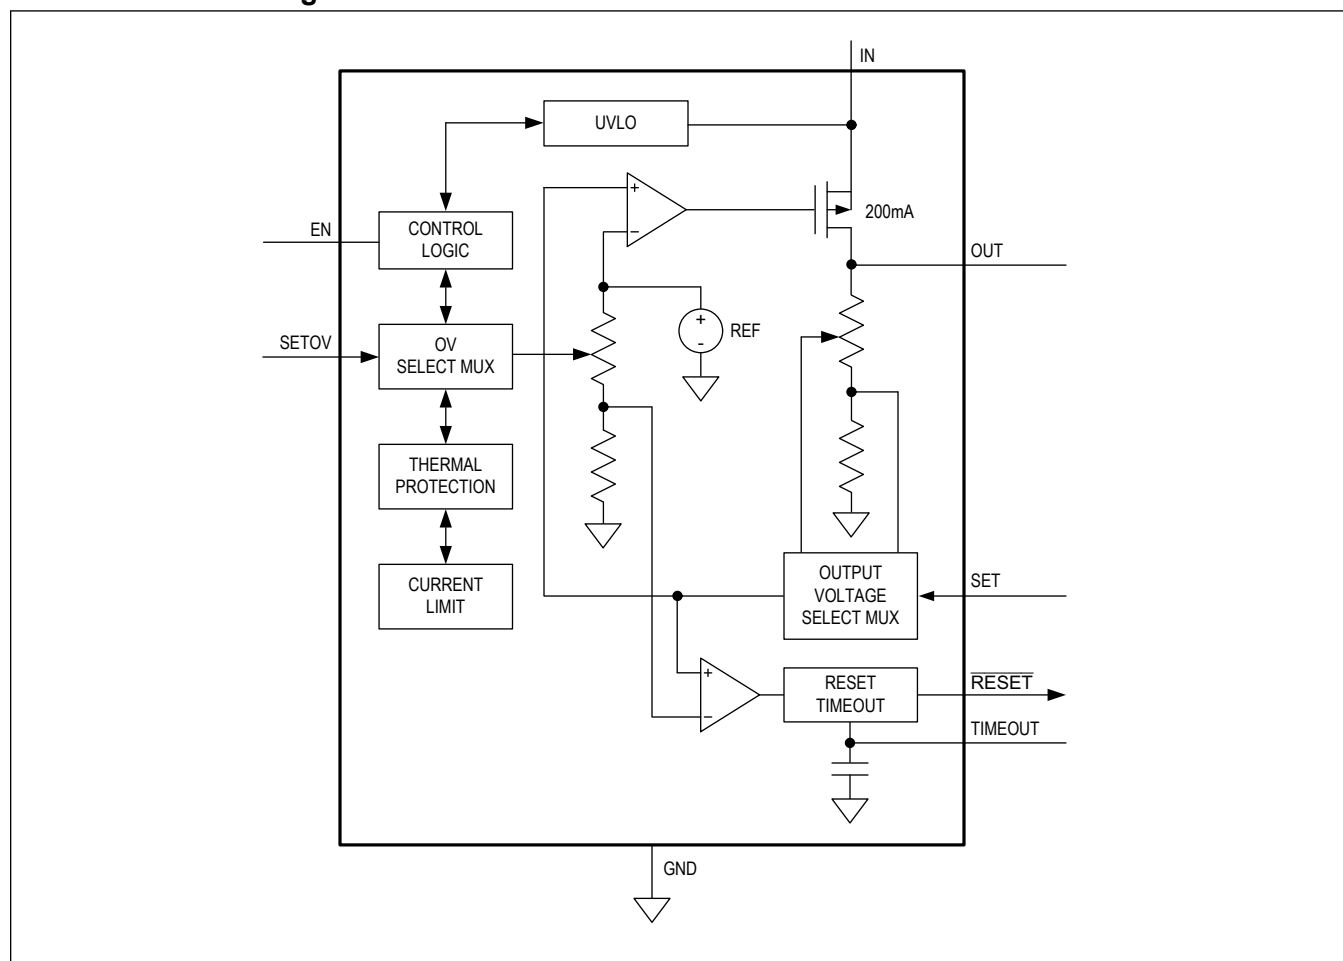 IN
UVLO
+
200mA
EN
CONTROL
LOGIC
−
OUT
+
REF
-
SETOV
OV
SELECT MUX
THERMAL
PROTECTION
CURRENT
LIMIT
OUTPUT
VOLTAGE
SELECT MUX
SET
+
−
RESET
TIMEOUT
RESET
TIMEOUT
GND